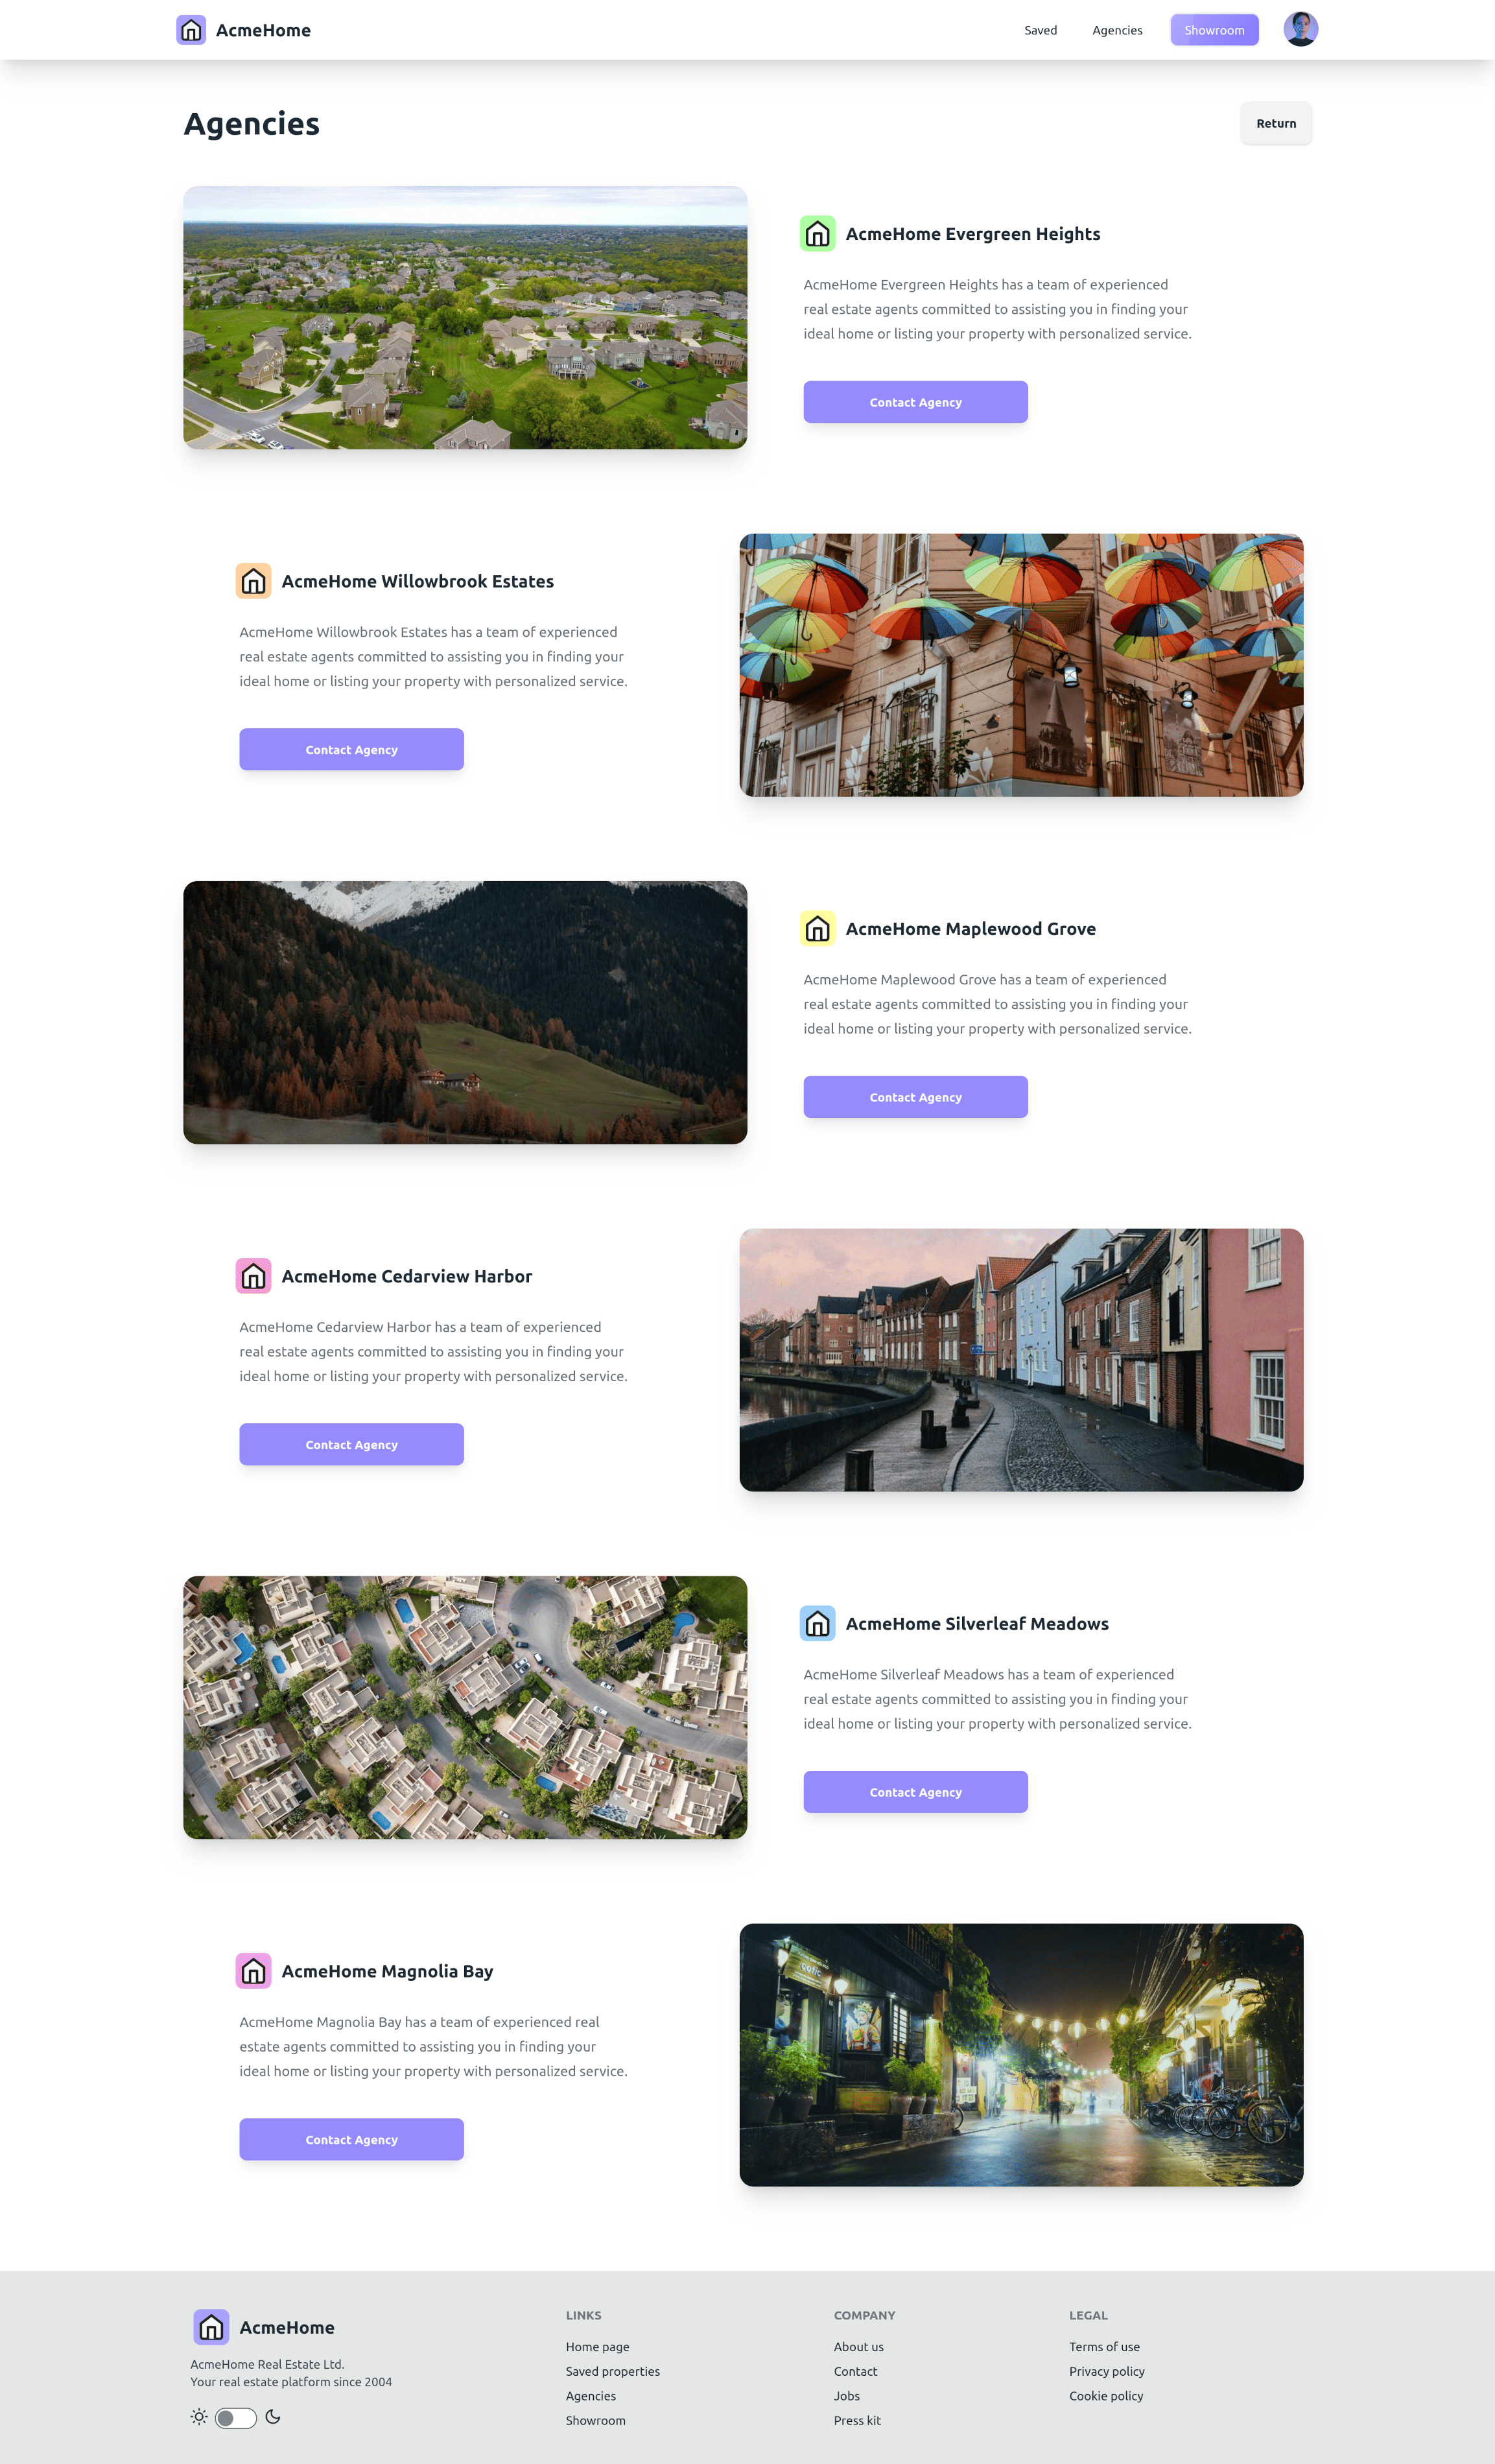 AcmeHome
Saved
Agencies
Showroom
Agencies
Return
AcmeHome Evergreen Heights
AcmeHome Evergreen Heights has a team of experienced
real estate agents committed to assisting you in finding your
ideal home or listing your property with personalized service.
Contact Agency
AcmeHome Willowbrook Estates
AcmeHome Willowbrook Estates has a team of experienced
real estate agents committed to assisting you in finding your
ideal home or listing your property with personalized service.
Contact Agency
AcmeHome Maplewood Grove
AcmeHome Maplewood Grove has a team of experienced
real estate agents committed to assisting you in finding your
ideal home or listing your property with personalized service.
Contact Agency
AcmeHome Cedarview Harbor
AcmeHome Cedarview Harbor has a team of experienced
real estate agents committed to assisting you in finding your
ideal home or listing your property with personalized service.
Contact Agency
AcmeHome Silverleaf Meadows
AcmeHome Silverleaf Meadows has a team of experienced
real estate agents committed to assisting you in finding your
ideal home or listing your property with personalized service.
Contact Agency
AcmeHome Magnolia Bay
AcmeHome Magnolia Bay has a team of experienced real
estate agents committed to assisting you in finding your
ideal home or listing your property with personalized service.
Contact Agency
AcmeHome
AcmeHome Real Estate Ltd.
Your real estate platform since 2004
LINKS
Home page
Saved properties
Agencies
Showroom
COMPANY
About us
Contact
Jobs
Press kit
LEGAL
Terms of use
Privacy policy
Cookie policy